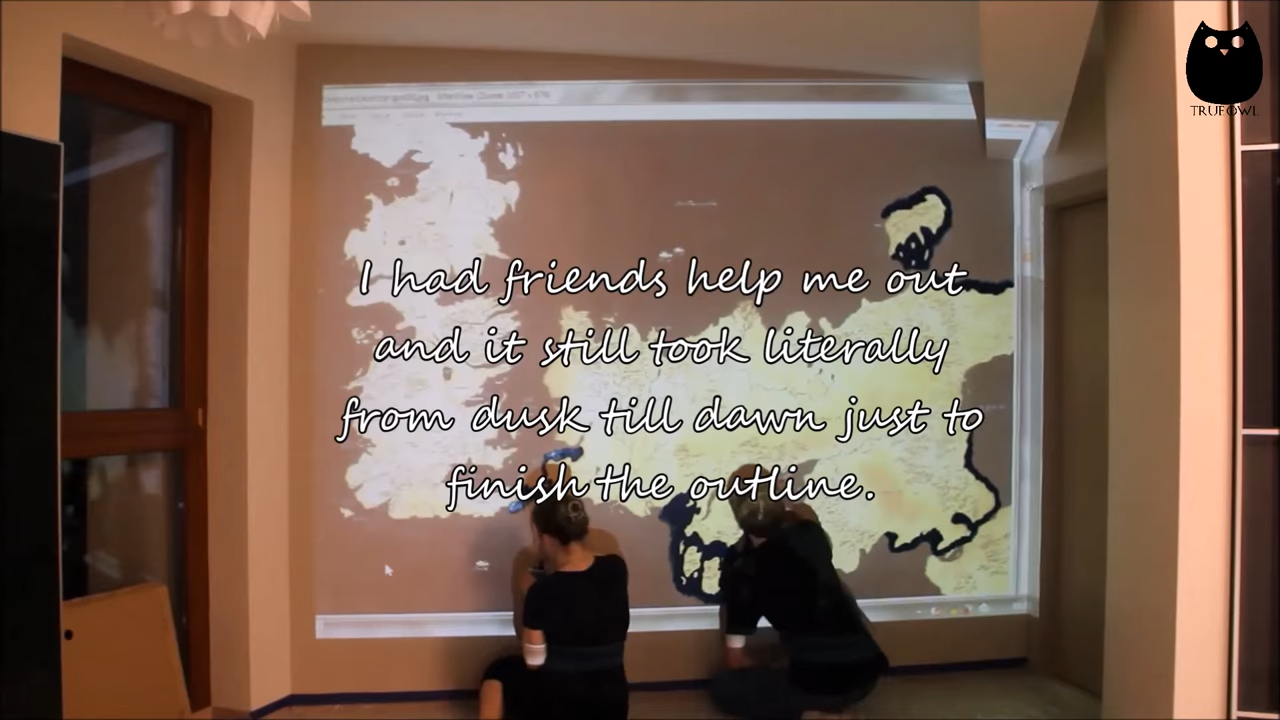 TRUFOWL
I had friends help me out
and it still took literally
from dusk till dawn just to
finish the outline.